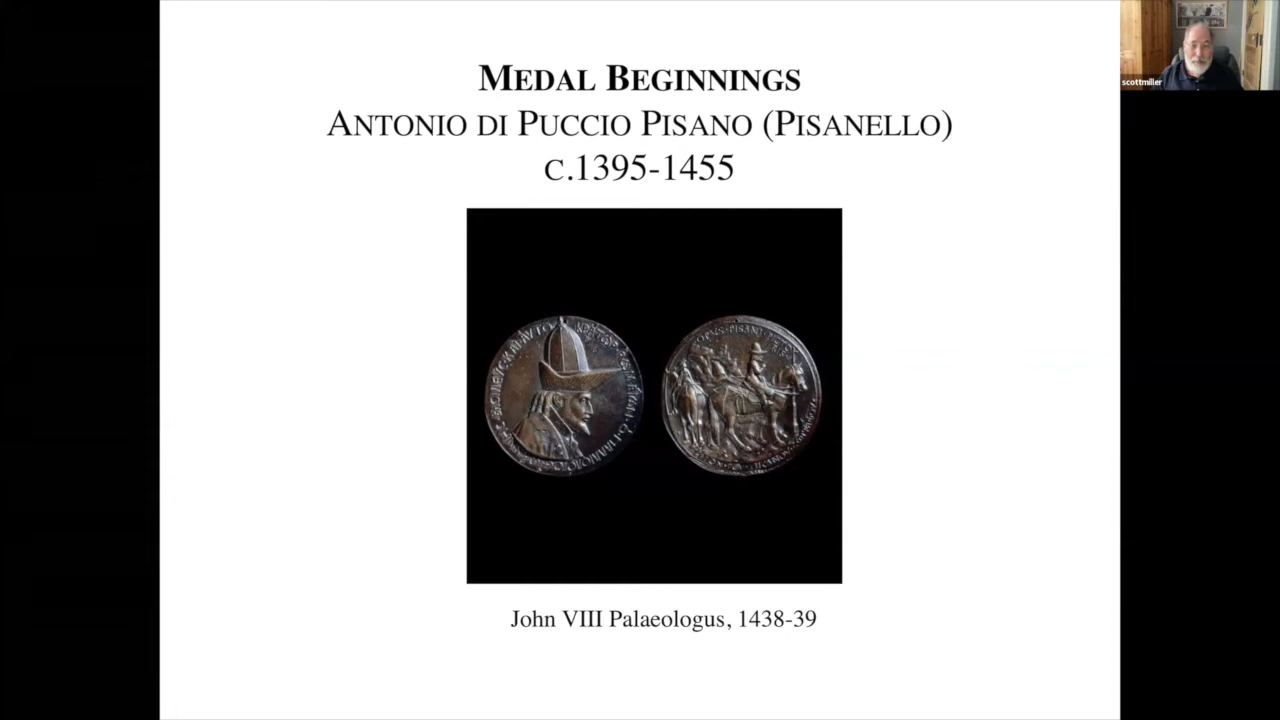 MEDAL BEGINNINGS
ANTONIO DI PUCCIO PISANO (PISANELLO)
C.1395-1455
John VIII Palaeologus, 1438-39
scottmiller